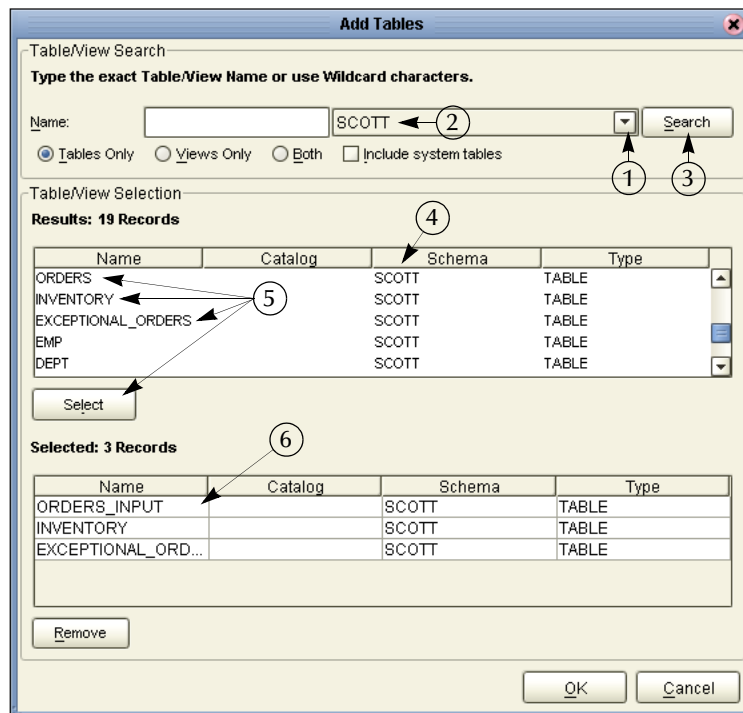 Add Tables
Table/View Search
Type the exact Table/View Name or use Wildcard characters.
Name: SCOTT 2 Search
Tables Only Views Only Both Include system tables 1 3
Table/View Selection
Results: 19 Records 4
Name Catalog Schema Type
ORDERS SCOTT TABLE
INVENTORY 5 SCOTT TABLE
EXCEPTIONAL_ORDERS SCOTT TABLE
EMP SCOTT TABLE
DEPT SCOTT TABLE
Select
Selected: 3 Records 6
Name Catalog Schema Type
ORDERS_INPUT SCOTT TABLE
INVENTORY SCOTT TABLE
EXCEPTIONAL_ORD... SCOTT TABLE
Remove
OK Cancel